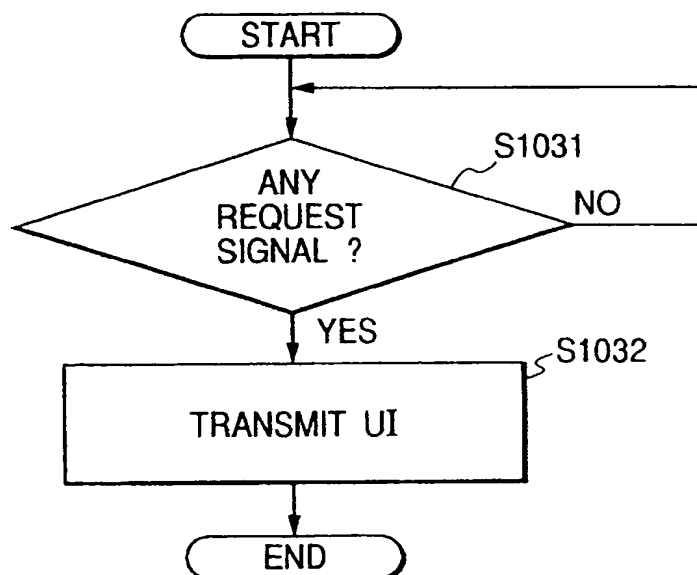 START
S1031
ANY
REQUEST
SIGNAL ?
NO
YES
S1032
TRANSMIT UI
END